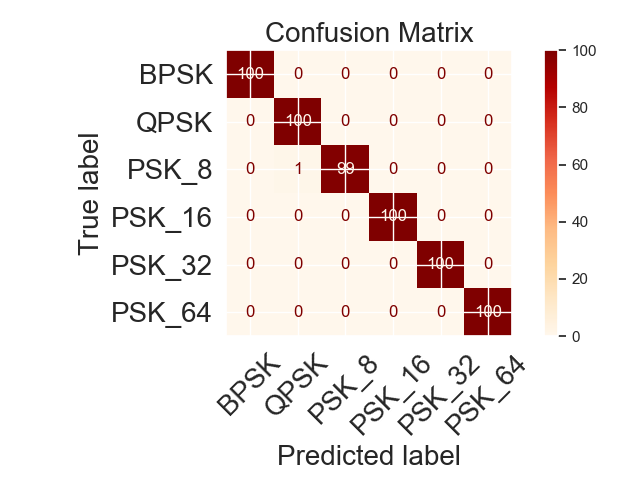 Confusion Matrix
BPSK 100 0 0 0 0 0
QPSK 0 100 0 0 0 0
PSK_8 0 1 99 0 0 0
PSK_16 0 0 0 100 0 0
PSK_32 0 0 0 0 100 0
PSK_64 0 0 0 0 0 100
BPSK QPSK PSK_8 PSK_16 PSK_32 PSK_64
Predicted label
True label
100
80
60
40
20
0